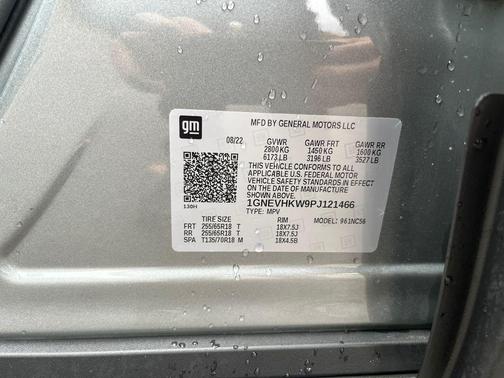 gm
MFD BY GENERAL MOTORS LLC
08/22 GVWR GAWR FRT GAWR RR
2800 KG 1450 KG 1600 KG
6173 LB 3196 LB 3527 LB
THIS VEHICLE CONFORMS TO ALL
APPLICABLE U.S. FEDERAL MOTOR
VEHICLE SAFETY STANDARDS IN EFFECT
ON THE DATE OF MANUFACTURE
SHOWN ABOVE.
130H
1GNEVHKW9PJ121466
TYPE: MPV MODEL: 961NC56
TIRE SIZE RIM
FRT 255/65R18 T 18X7.5J
RR 255/65R18 T 18X7.5J
SPA T135/70R18 M 18X4.5B